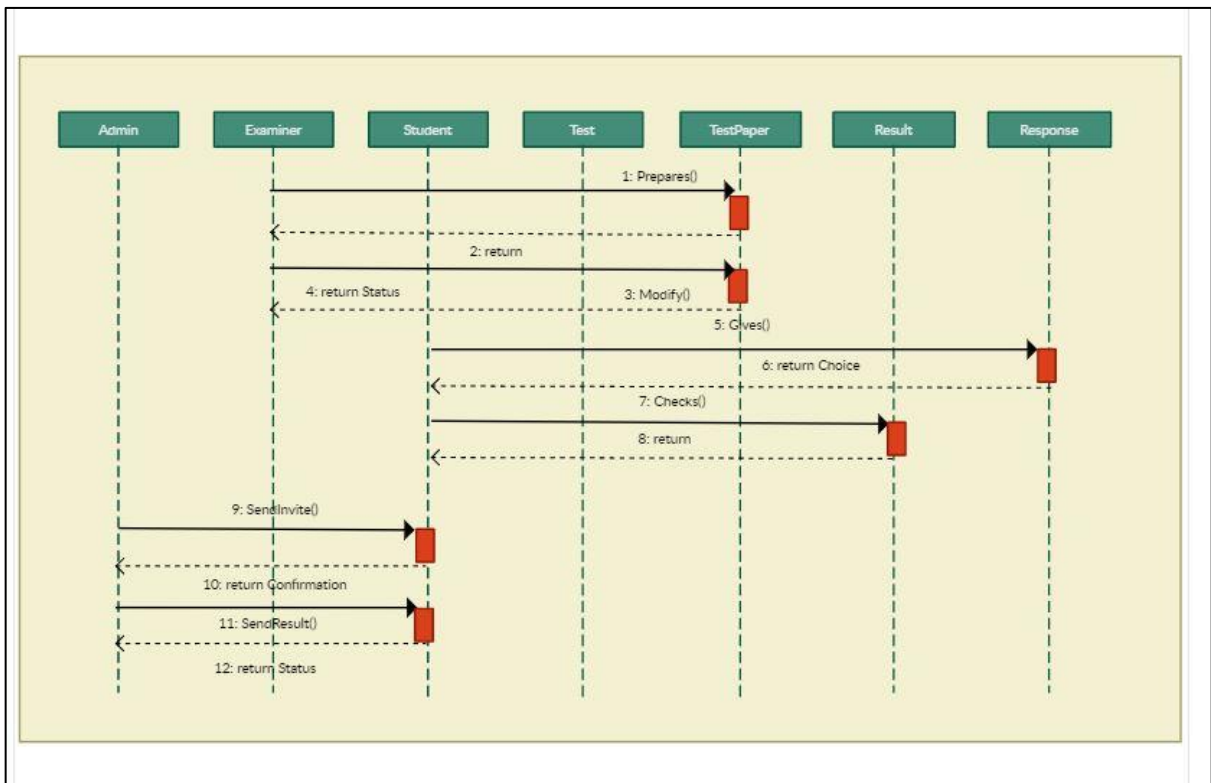 Admin
Examiner
Student
Test
TestPaper
Result
Response
1: Prepares()
2: return
4: return Status
3: Modify()
5: Gives()
6: return Choice
7: Checks()
8: return
9: SendInvite()
10: return Confirmation
11: SendResult()
12: return Status